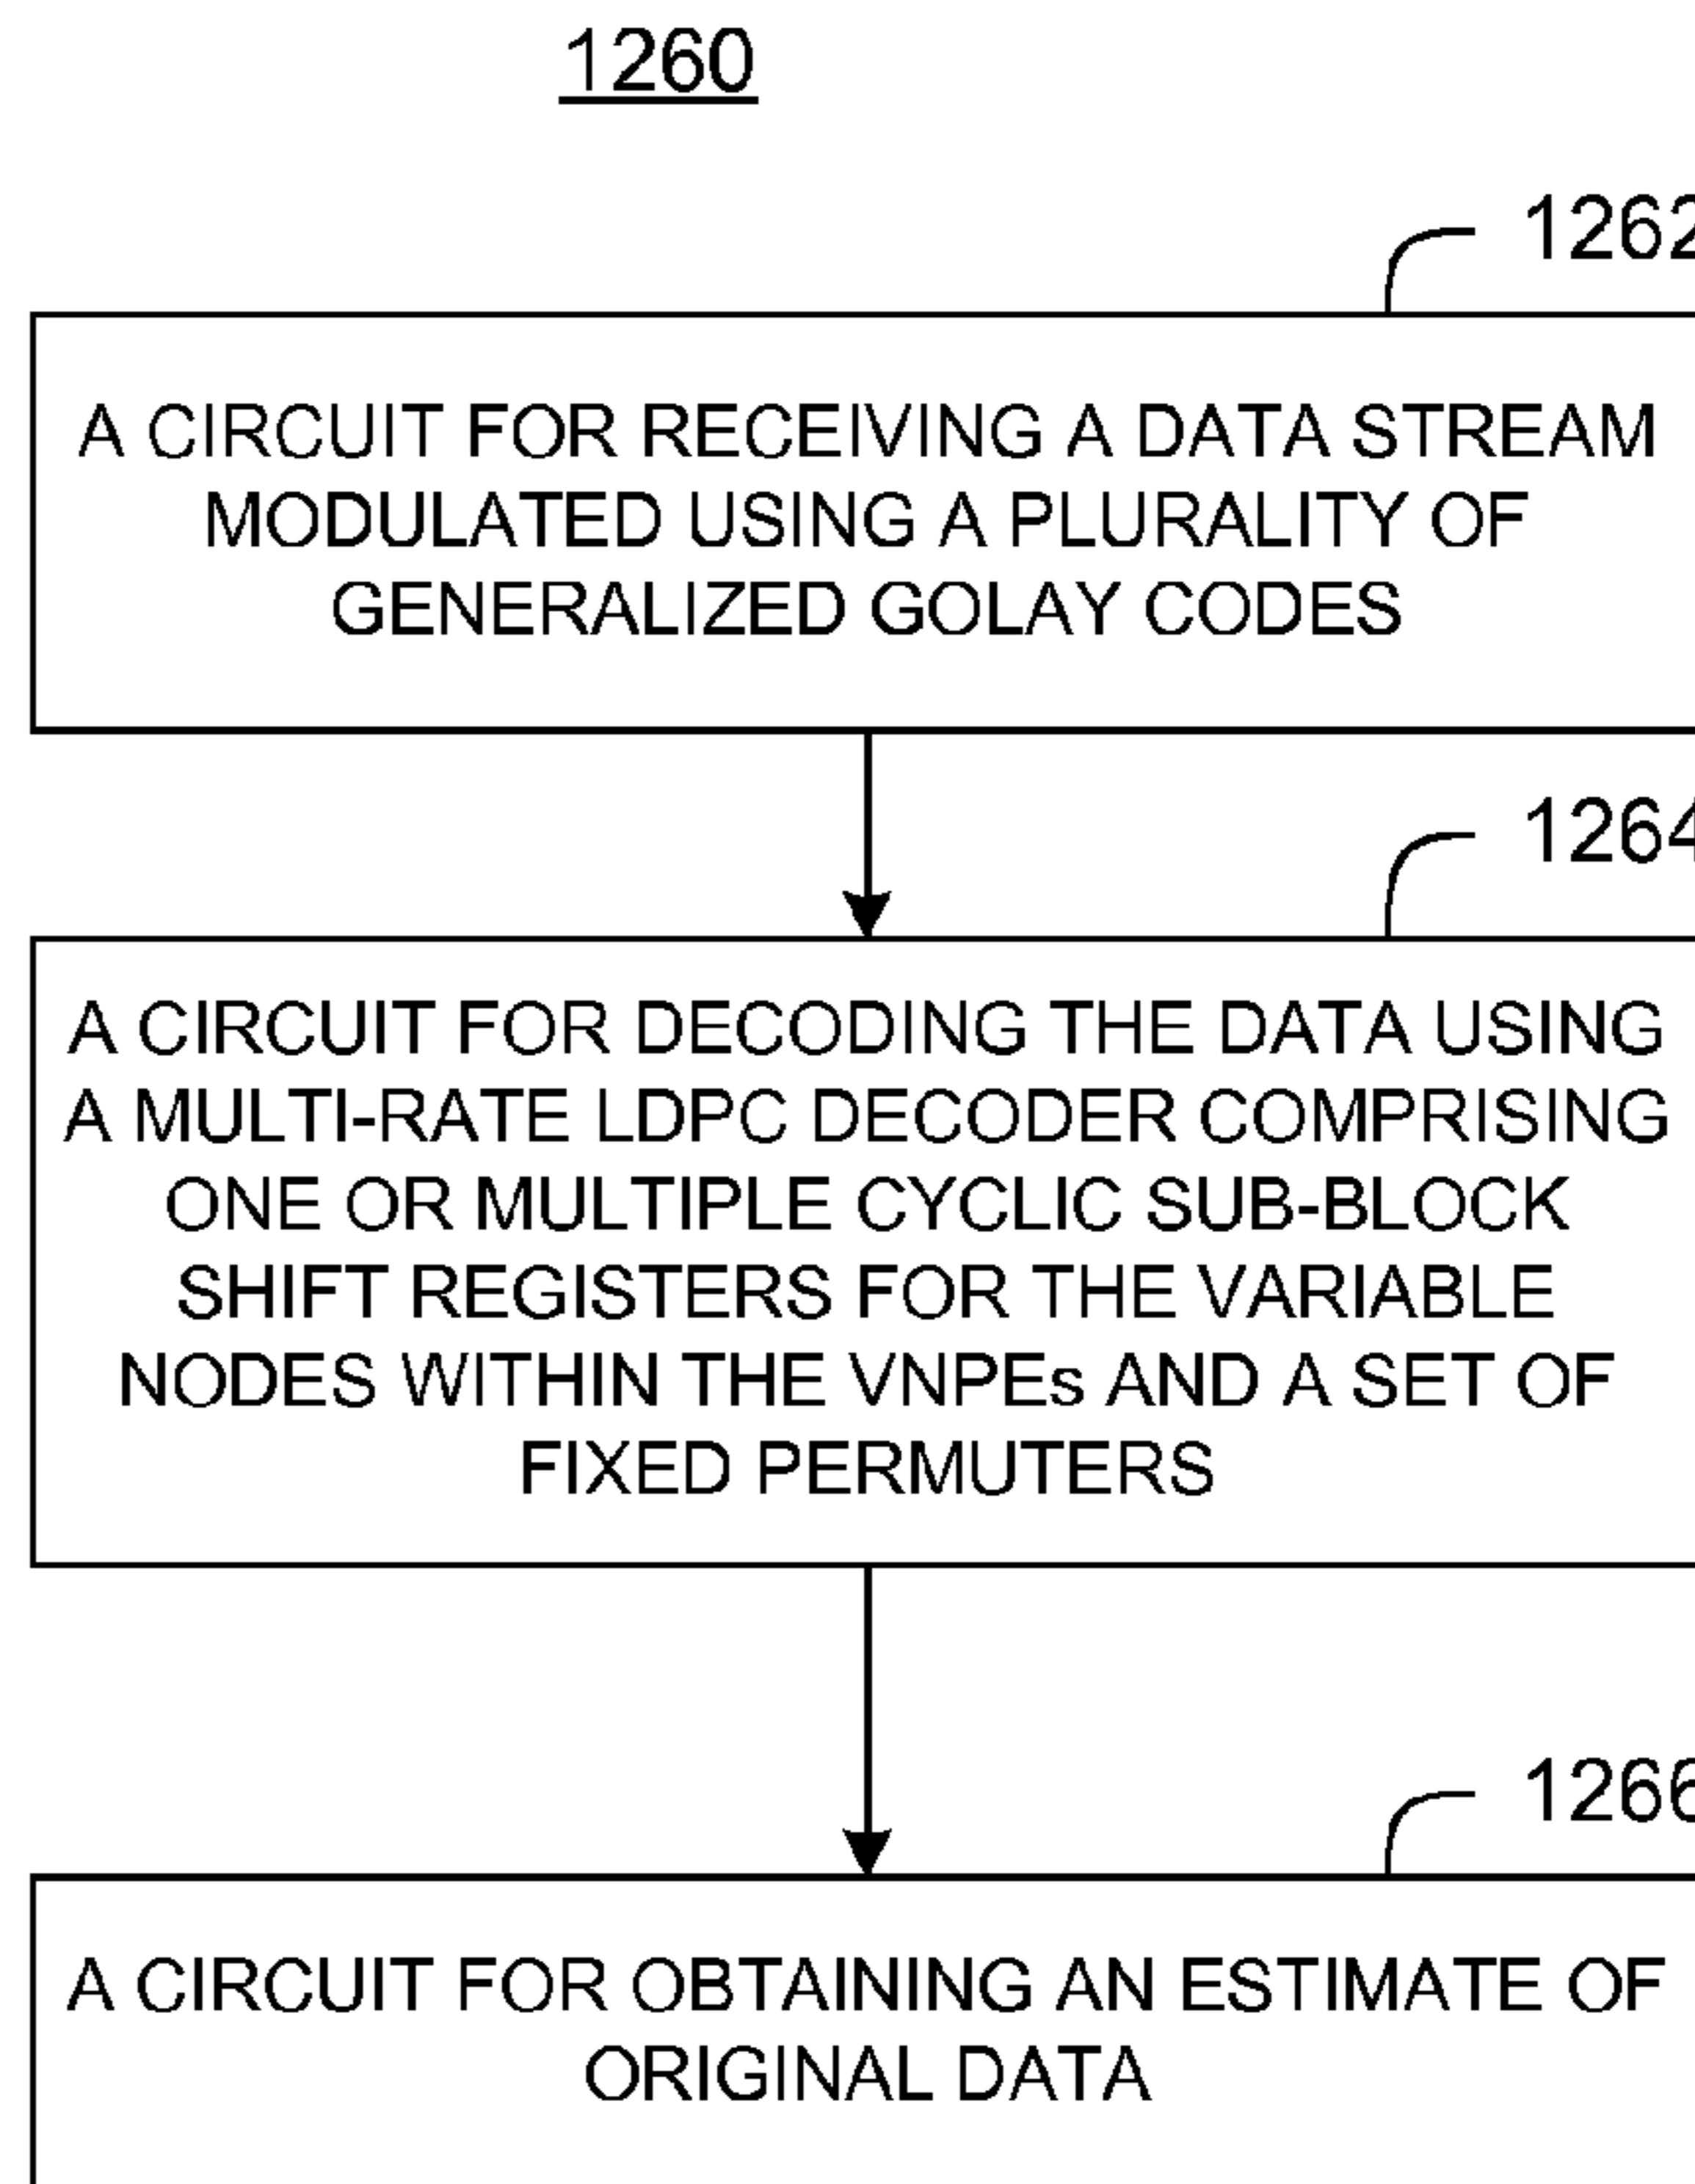 1260
1262
A CIRCUIT FOR RECEIVING A DATA STREAM
MODULATED USING A PLURALITY OF
GENERALIZED GOLAY CODES
1264
A CIRCUIT FOR DECODING THE DATA USING
A MULTI-RATE LDPC DECODER COMPRISING
ONE OR MULTIPLE CYCLIC SUB-BLOCK
SHIFT REGISTERS FOR THE VARIABLE
NODES WITHIN THE VNPEs AND A SET OF
FIXED PERMUTERS
1266
A CIRCUIT FOR OBTAINING AN ESTIMATE OF
ORIGINAL DATA